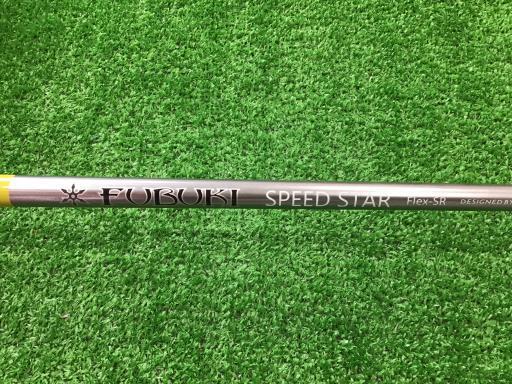 FUBUKI SPEED STAR Flex-SR DESIGNED BY